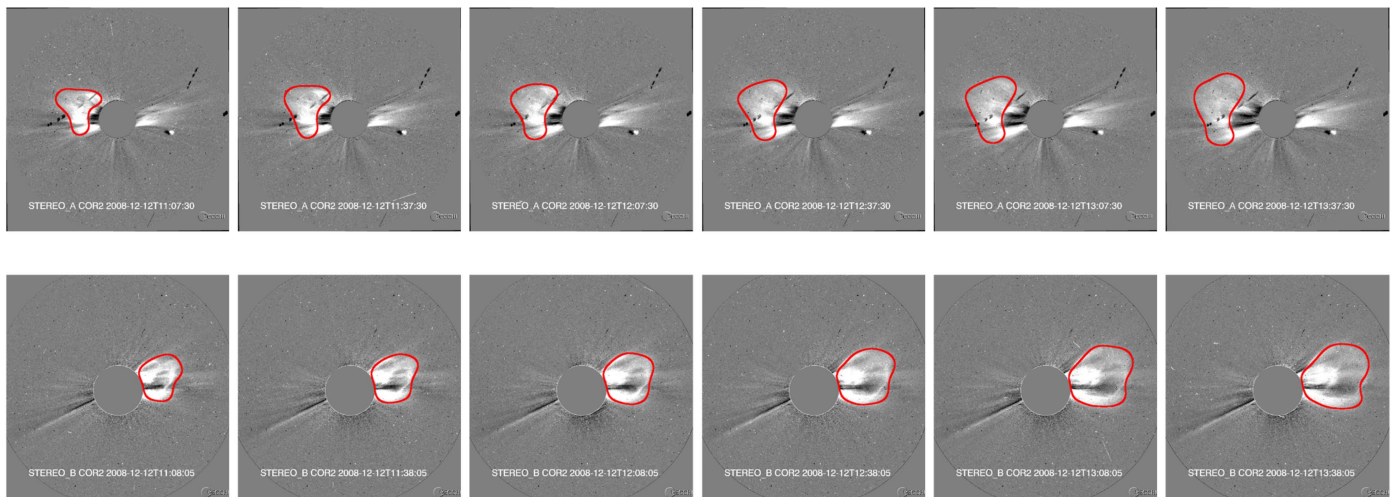 STEREO_A COR2 2008-12-12T11:07:30
STEREO_A COR2 2008-12-12T11:37:30
STEREO_A COR2 2008-12-12T12:07:30
STEREO_A COR2 2008-12-12T12:37:30
STEREO_A COR2 2008-12-12T13:07:30
STEREO_A COR2 2008-12-12T13:37:30
STEREO_B COR2 2008-12-12T11:08:05
STEREO_B COR2 2008-12-12T11:38:05
STEREO_B COR2 2008-12-12T12:08:05
STEREO_B COR2 2008-12-12T12:38:05
STEREO_B COR2 2008-12-12T13:08:05
STEREO_B COR2 2008-12-12T13:38:05